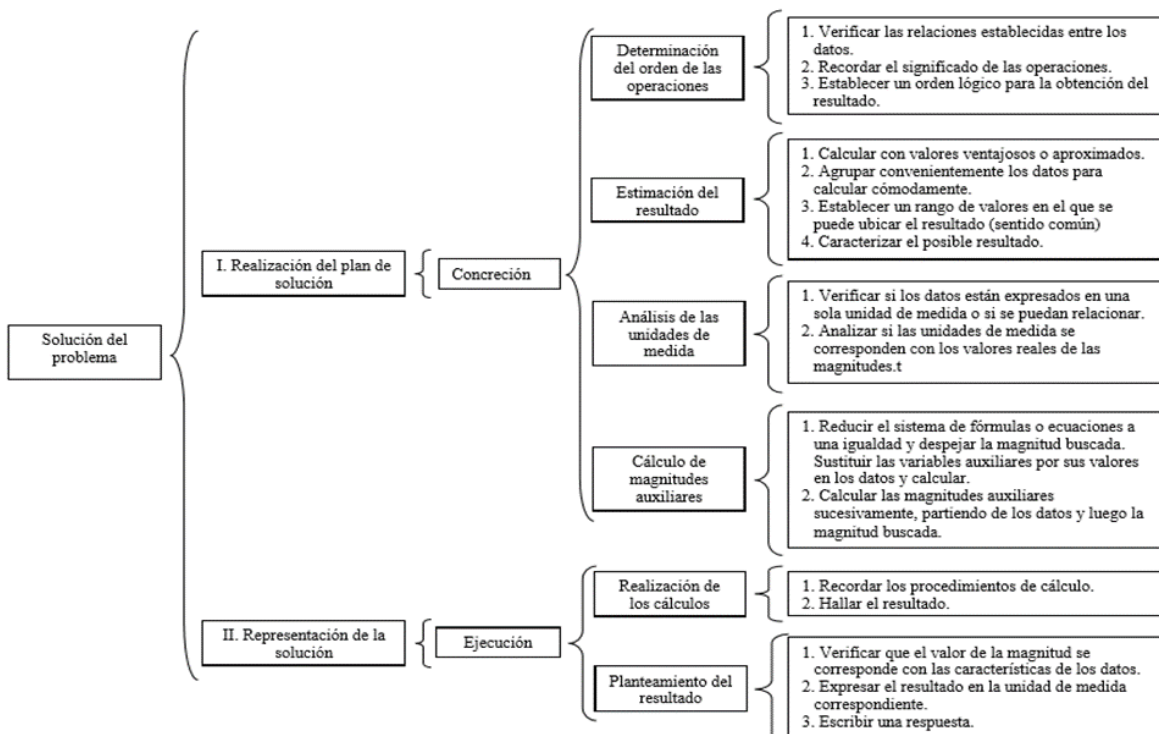 Solución del
problema
I. Realización del plan de
solución
Concreción
Determinación
del orden de las
operaciones
1. Verificar las relaciones establecidas entre los
datos.
2. Recordar el significado de las operaciones.
3. Establecer un orden lógico para la obtención del
resultado.
Estimación del
resultado
1. Calcular con valores ventajosos o aproximados.
2. Agrupar convenientemente los datos para
calcular cómodamente.
3. Establecer un rango de valores en el que se
puede ubicar el resultado (sentido común)
4. Caracterizar el posible resultado.
Análisis de las
unidades de
medida
1. Verificar si los datos están expresados en una
sola unidad de medida o si se puedan relacionar.
2. Analizar si las unidades de medida se
corresponden con los valores reales de las
magnitudes.t
Cálculo de
magnitudes
auxiliares
1. Reducir el sistema de fórmulas o ecuaciones a
una igualdad y despejar la magnitud buscada.
Sustituir las variables auxiliares por sus valores
en los datos y calcular.
2. Calcular las magnitudes auxiliares
sucesivamente, partiendo de los datos y luego la
magnitud buscada.
II. Representación de la
solución
Ejecución
Realización de
los cálculos
1. Recordar los procedimientos de cálculo.
2. Hallar el resultado.
Planteamiento del
resultado
1. Verificar que el valor de la magnitud se
corresponde con las características de los datos.
2. Expresar el resultado en la unidad de medida
correspondiente.
3. Escribir una respuesta.